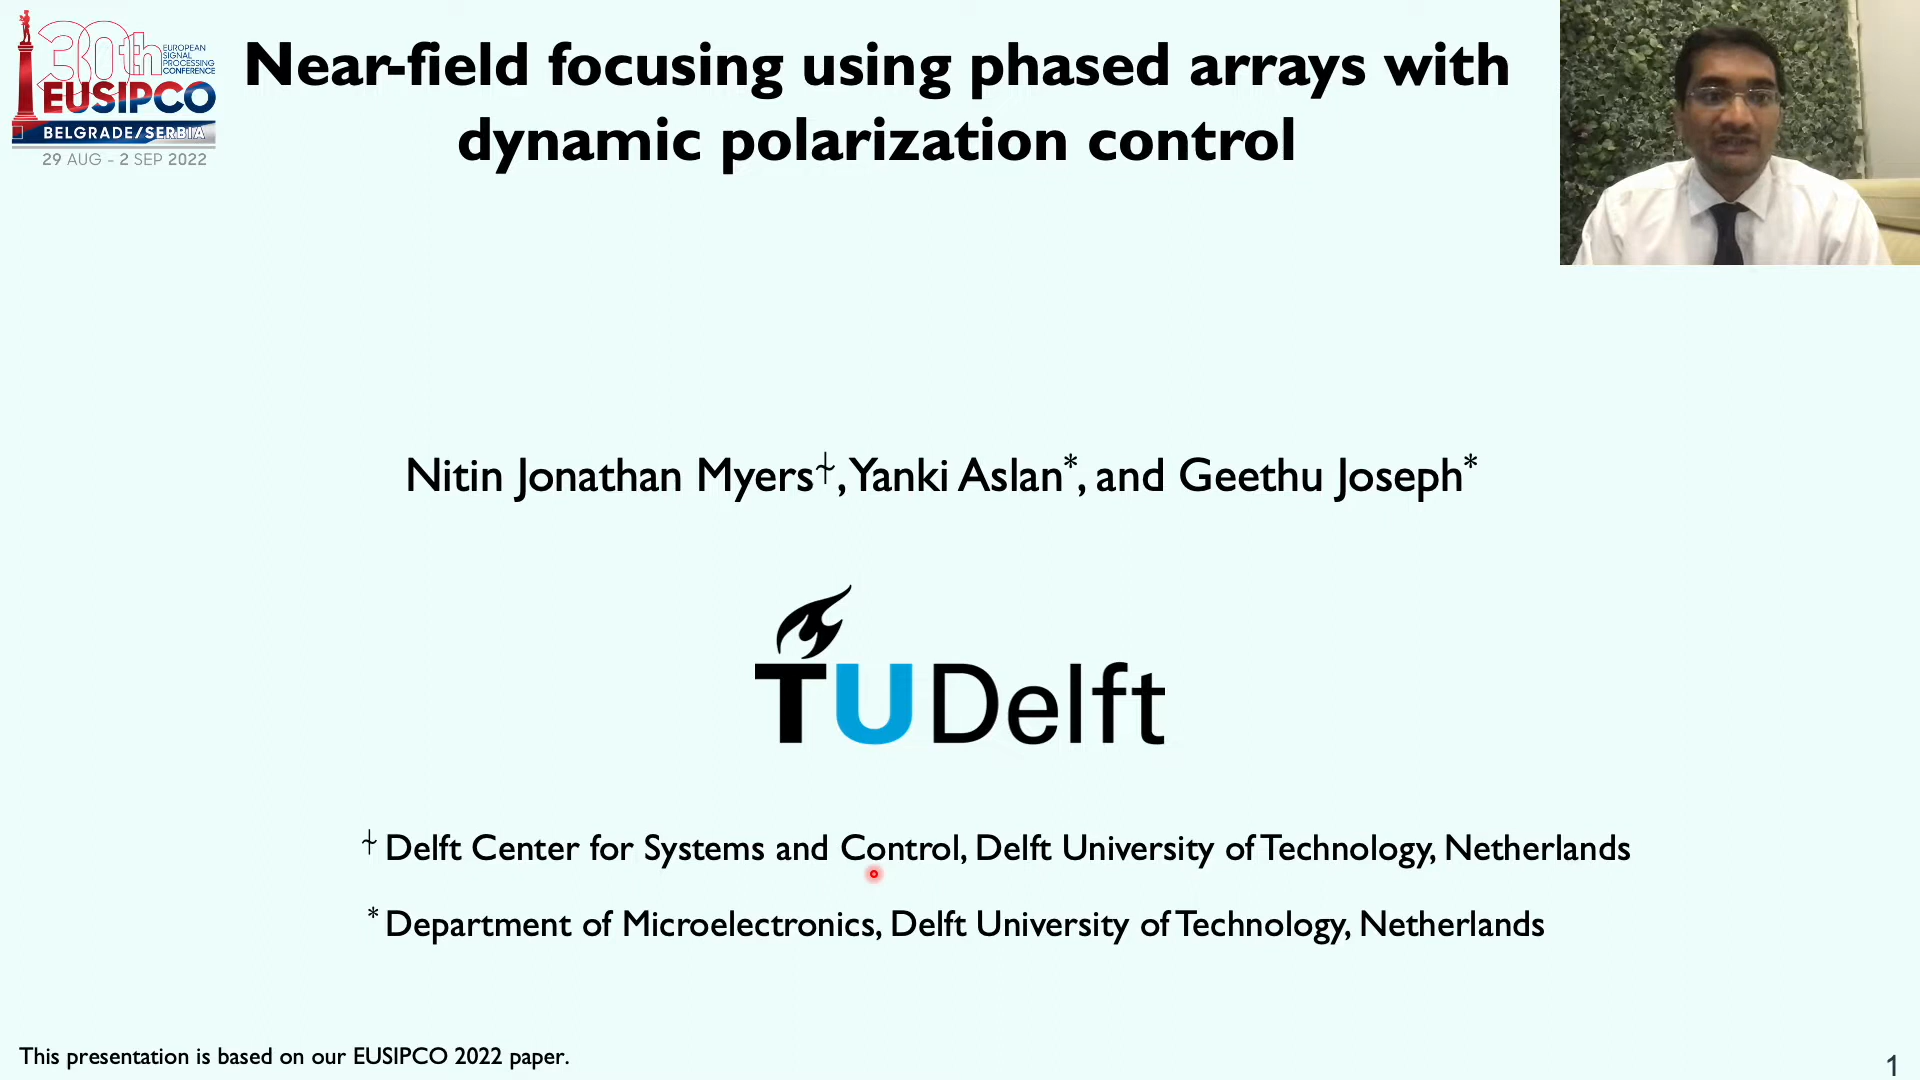 30th
EUROPEAN
SIGNAL
PROCESSING
CONFERENCE
EUSIPCO
BELGRADE/SERBIA
29 AUG - 2 SEP 2022
Near-field focusing using phased arrays with
dynamic polarization control
Nitin Jonathan Myers⍭, Yanki Aslan*, and Geethu Joseph*
TUDelft
⍭ Delft Center for Systems and Control, Delft University of Technology, Netherlands
* Department of Microelectronics, Delft University of Technology, Netherlands
This presentation is based on our EUSIPCO 2022 paper.
1